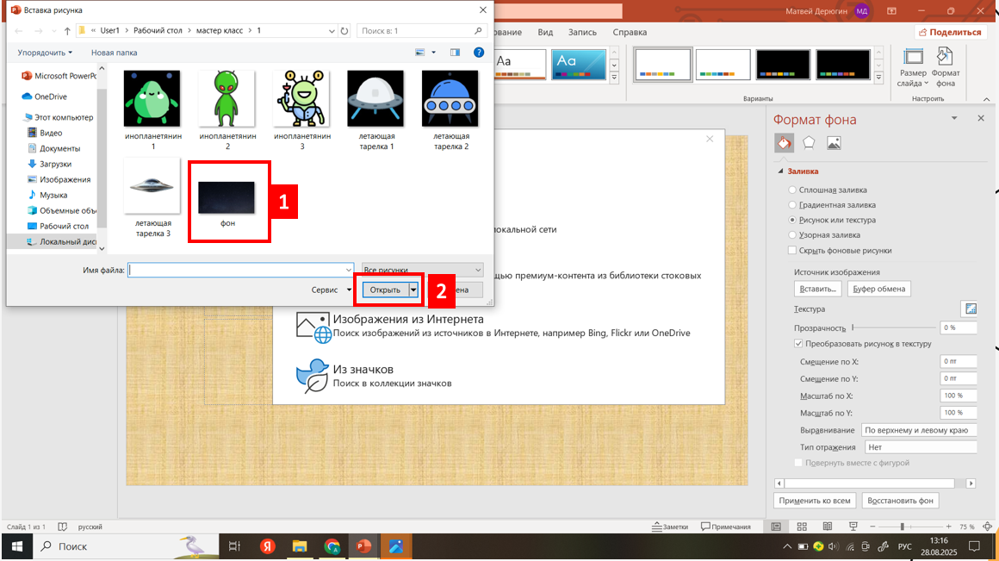 Вставка рисунка
Матвей Дерюгин МД
« User1 > Рабочий стол > мастер класс > 1
Поиск в: 1
Вид Запись Справка
Поделиться
Упорядочить Новая папка
Aa Aa
Размер слайда
Формат фона
Варианты
Настроить
Microsoft PowerPo
OneDrive
Этот компьютер
Видео
Документы
Загрузки
Изображения
Музыка
Объемные объ
Рабочий стол
Локальный дис
инопланетянин 1
инопланетянин 2
инопланетянин 3
летающая тарелка 1
летающая тарелка 2
летающая тарелка 3
фон
1
Имя файла:
Все рисунки
Сервис
Открыть
2
локальной сети
щью премиум-контента из библиотеки стоковых
Изображения из Интернета
Поиск изображений из источников в Интернете, например Bing, Flickr или OneDrive
Из значков
Поиск в коллекции значков
Формат фона
Заливка
Сплошная заливка
Градиентная заливка
Рисунок или текстура
Узорная заливка
Скрыть фоновые рисунки
Источник изображения
Вставить...
Буфер обмена
Текстура
Прозрачность 0 %
Преобразовать рисунок в текстуру
Смещение по X: 0 пт
Смещение по Y: 0 пт
Масштаб по X: 100 %
Масштаб по Y: 100 %
Выравнивание По верхнему и левому краю
Тип отражения Нет
Повернуть вместе с фигурой
Применить ко всем
Восстановить фон
Слайд 1 из 1 русский
Заметки Примечания 75 %
Поиск
РУС
13:16
28.08.2025